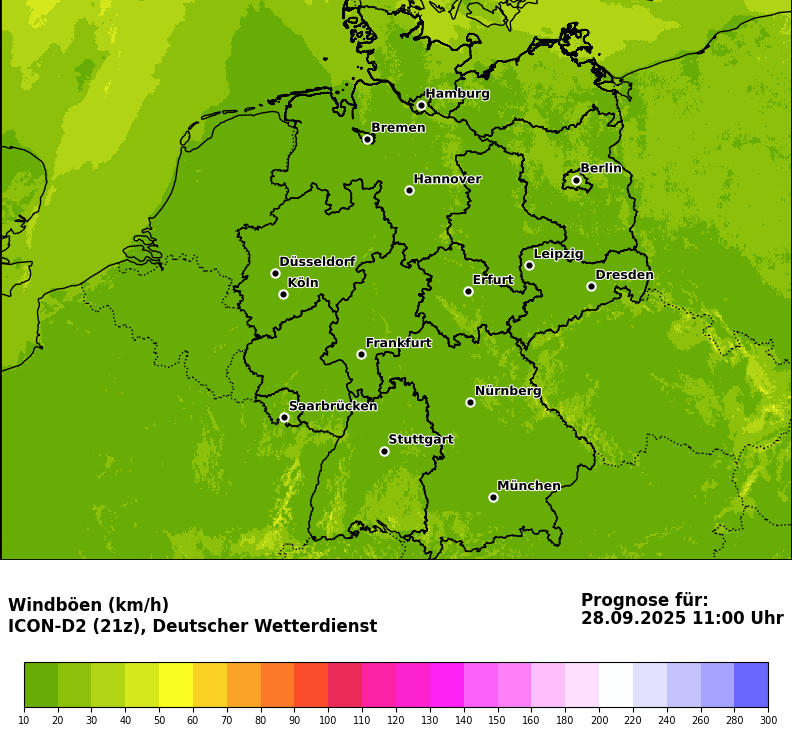 Hamburg
Bremen
Berlin
Hannover
Leipzig
Düsseldorf
Dresden
Köln
Erfurt
Frankfurt
Nürnberg
Saarbrücken
Stuttgart
München
Windböen (km/h)
ICON-D2 (21z), Deutscher Wetterdienst
Prognose für:
28.09.2025 11:00 Uhr
10 20 30 40 50 60 70 80 90 100 110 120 130 140 150 160 180 200 220 240 260 280 300